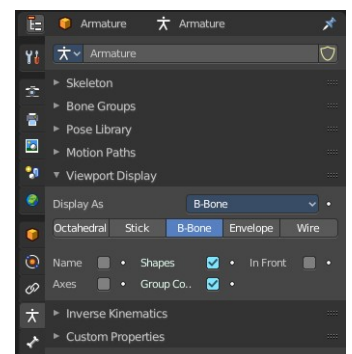 Armature Armature
Armature
Skeleton
Bone Groups
Pose Library
Motion Paths
Viewport Display
Display As B-Bone
Octahedral Stick B-Bone Envelope Wire
Name Shapes In Front
Axes Group Co..
Inverse Kinematics
Custom Properties